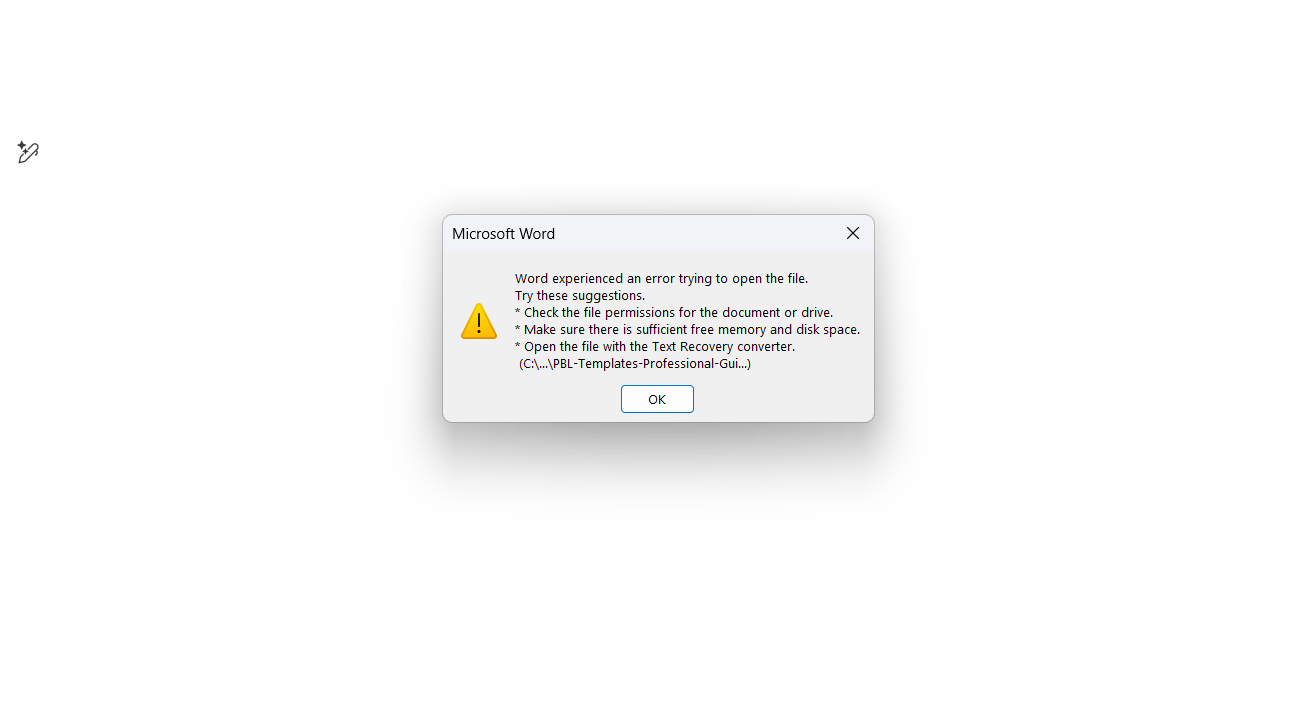 Microsoft Word
Word experienced an error trying to open the file.
Try these suggestions.
* Check the file permissions for the document or drive.
* Make sure there is sufficient free memory and disk space.
* Open the file with the Text Recovery converter.
(C:\...\PBL-Templates-Professional-Gui...)
OK